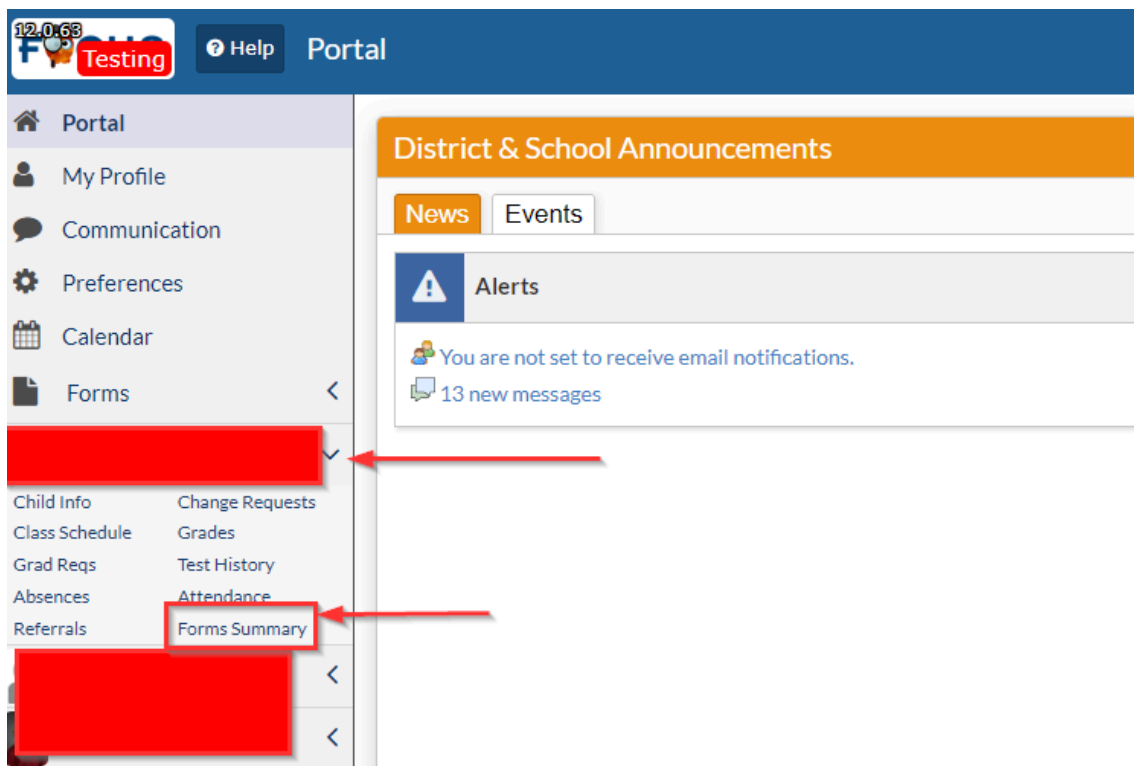 12.0.63
Testing
Help
Portal
Portal
My Profile
Communication
Preferences
Calendar
Forms
Child Info Change Requests
Class Schedule Grades
Grad Reqs Test History
Absences Attendance
Referrals Forms Summary
District & School Announcements
News Events
Alerts
You are not set to receive email notifications.
13 new messages